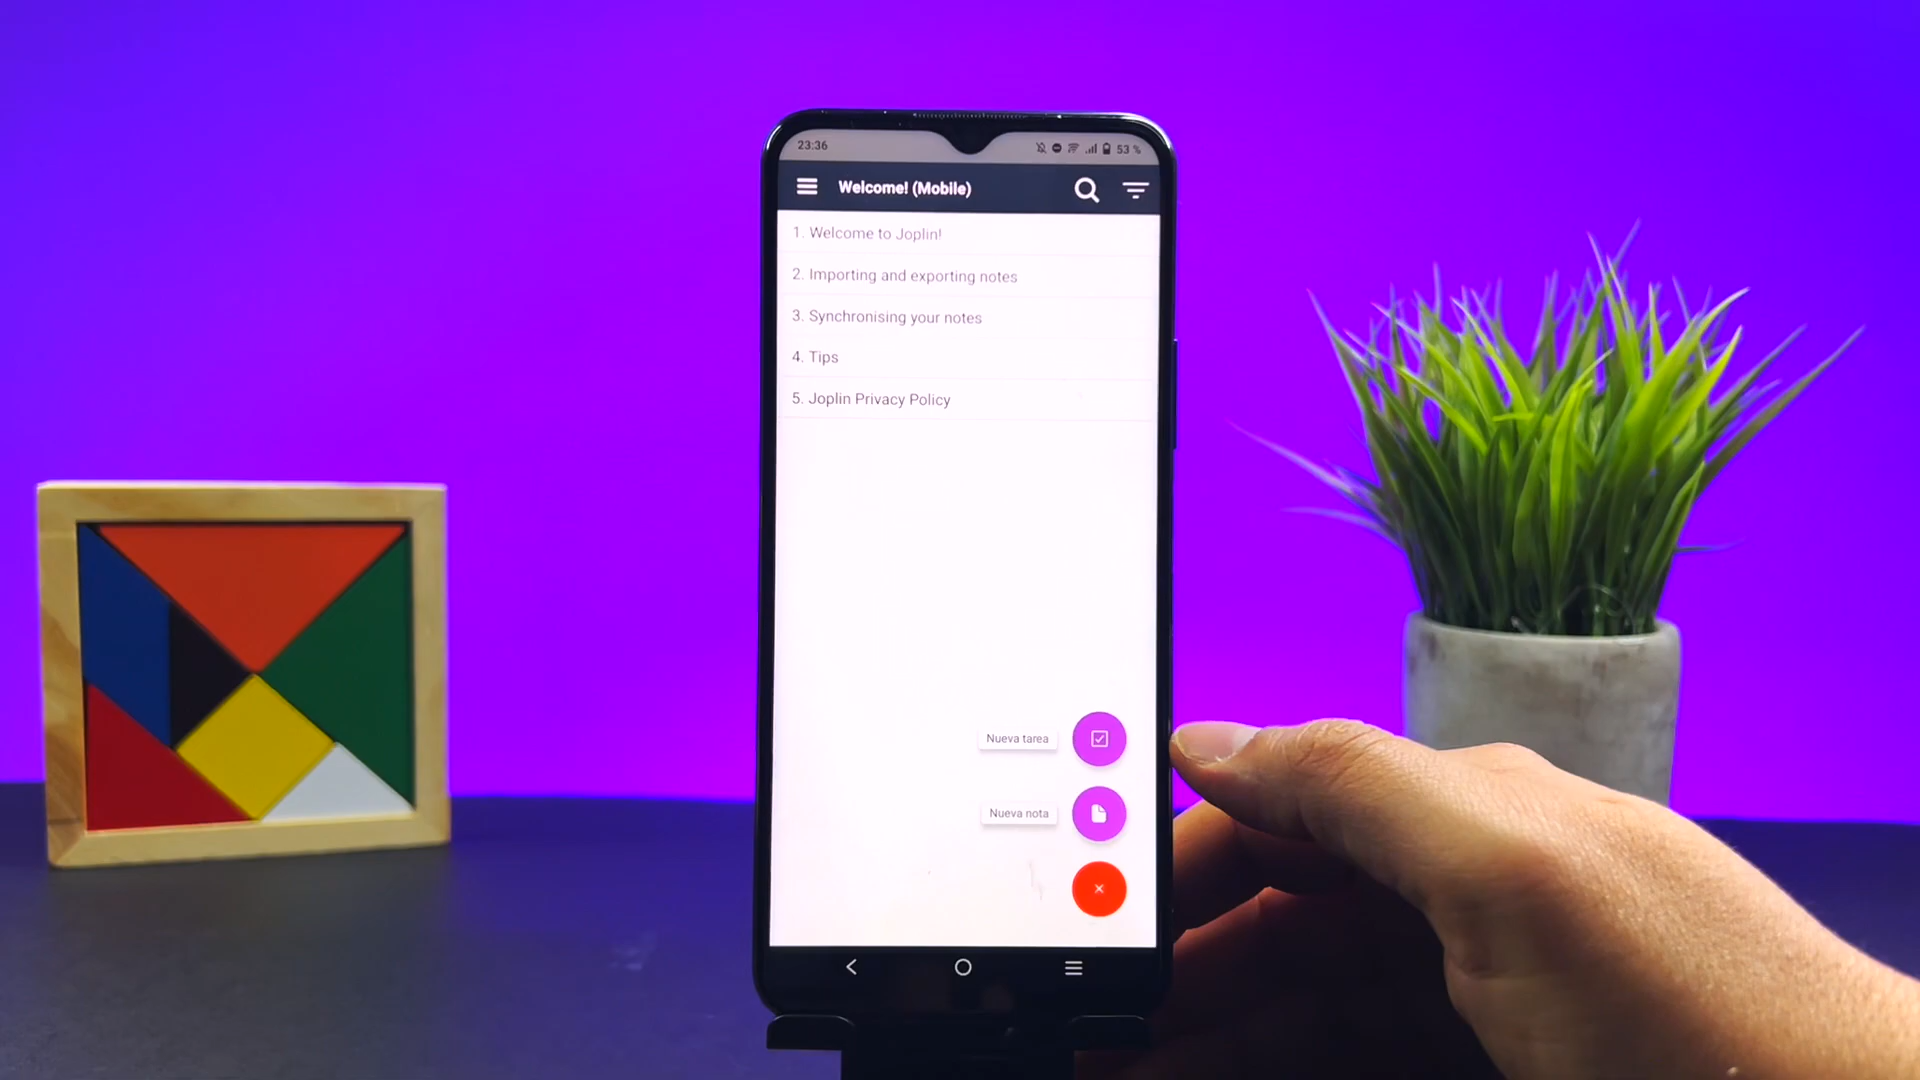 23:36
53 %
Welcome! (Mobile)
1. Welcome to Joplin!
2. Importing and exporting notes
3. Synchronising your notes
4. Tips
5. Joplin Privacy Policy
Nueva tarea
Nueva nota